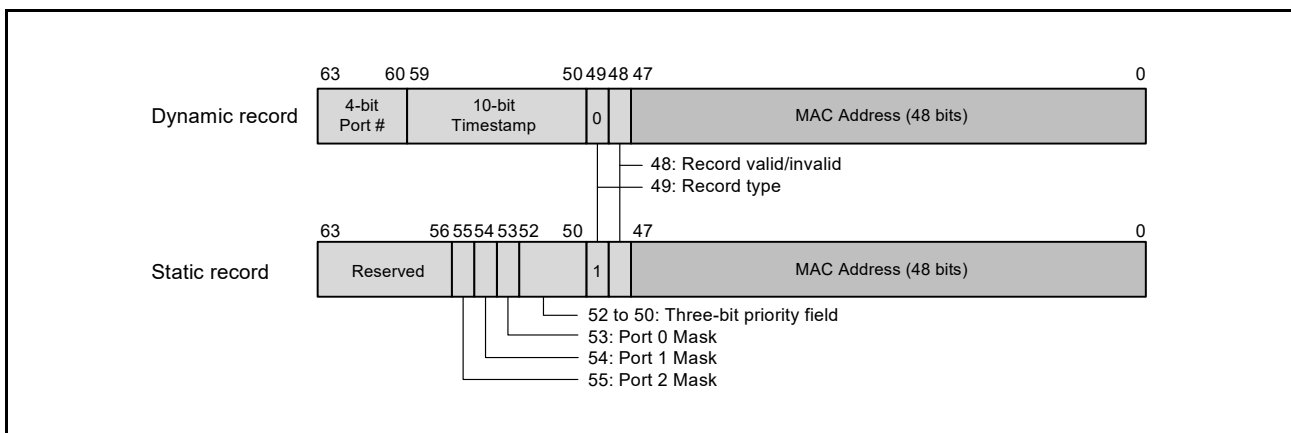 63 60 59 50 49 48 47 0
Dynamic record
4-bit
Port #
10-bit
Timestamp
0
MAC Address (48 bits)
48: Record valid/invalid
49: Record type
63 56 55 54 53 52 50 47 0
Static record
Reserved
1
MAC Address (48 bits)
52 to 50: Three-bit priority field
53: Port 0 Mask
54: Port 1 Mask
55: Port 2 Mask